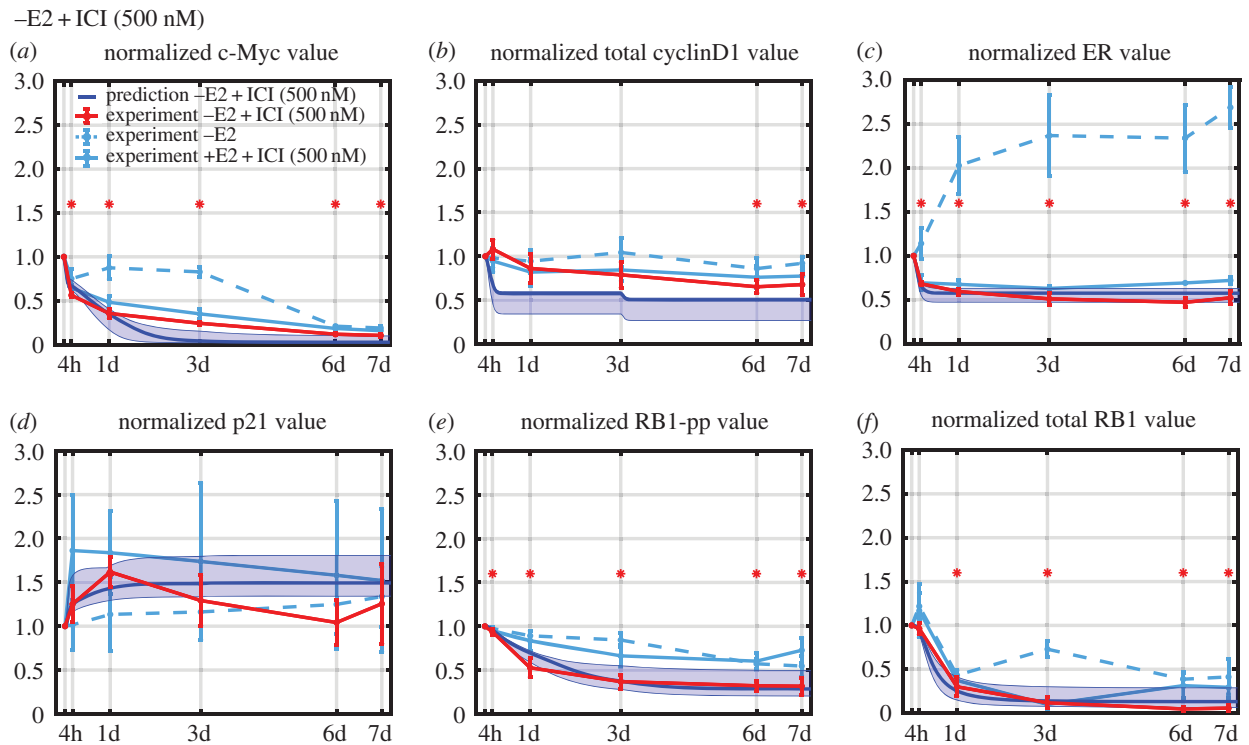 –E2 + ICI (500 nM)
(a) normalized c-Myc value
(b) normalized total cyclinD1 value
(c) normalized ER value
3.0
2.5
2.0
1.5
1.0
0.5
0
prediction –E2 + ICI (500 nM)
experiment –E2 + ICI (500 nM)
experiment –E2
experiment +E2 + ICI (500 nM)
* * * * *
4h 1d 3d 6d 7d
3.0
2.5
2.0
1.5
1.0
0.5
0
* *
4h 1d 3d 6d 7d
3.0
2.5
2.0
1.5
1.0
0.5
0
* * * * *
4h 1d 3d 6d 7d
(d) normalized p21 value
(e) normalized RB1-pp value
(f) normalized total RB1 value
3.0
2.5
2.0
1.5
1.0
0.5
0
4h 1d 3d 6d 7d
3.0
2.5
2.0
1.5
1.0
0.5
0
* * * * *
4h 1d 3d 6d 7d
3.0
2.5
2.0
1.5
1.0
0.5
0
* * * *
4h 1d 3d 6d 7d